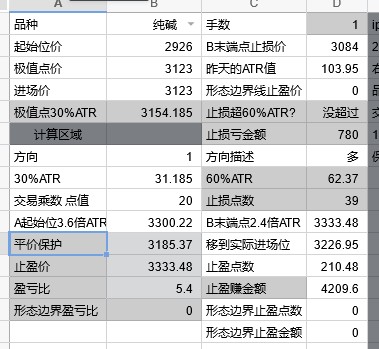 A B C D
品种 纯碱 手数 1 ip
起始位价 2926 B末端点止损价 3084 2
极值点价 3123 昨天的ATR值 103.95 右
进场价 3123 形态边界线止盈价 0 品
极值点30%ATR 3154.185 止损超60%ATR? 没超过 交
计算区域 止损亏金额 780 1
方向 1 方向描述 多 保
30%ATR 31.185 60%ATR 62.37
交易乘数 点值 20 止损点数 39
A起始位3.6倍ATR 3300.22 B末端点2.4倍ATR 3333.48
平价保护 3185.37 移到实际进场位 3226.95
止盈价 3333.48 止盈点数 210.48
盈亏比 5.4 止盈赚金额 4209.6
形态边界盈亏比 0 形态边界止盈点数 0
形态边界止盈金额 0